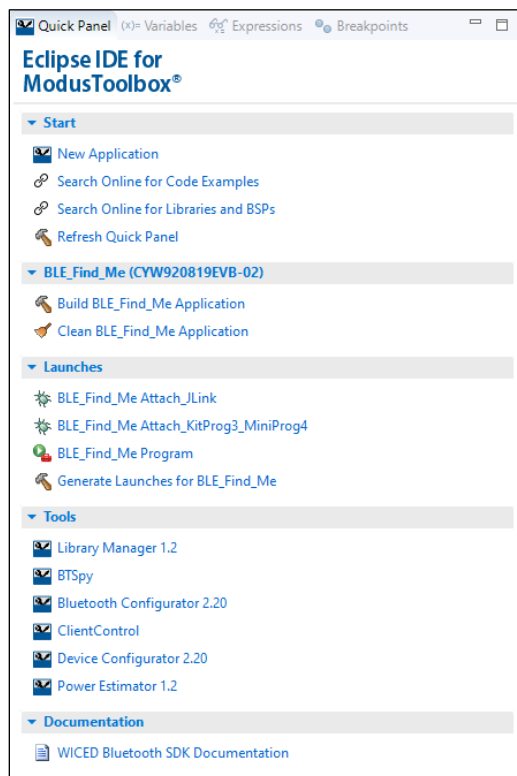 Quick Panel (x)= Variables Expressions Breakpoints
Eclipse IDE for
ModusToolbox®
Start
New Application
Search Online for Code Examples
Search Online for Libraries and BSPs
Refresh Quick Panel
BLE_Find_Me (CYW920819EVB-02)
Build BLE_Find_Me Application
Clean BLE_Find_Me Application
Launches
BLE_Find_Me Attach_JLink
BLE_Find_Me Attach_KitProg3_MiniProg4
BLE_Find_Me Program
Generate Launches for BLE_Find_Me
Tools
Library Manager 1.2
BTSpy
Bluetooth Configurator 2.20
ClientControl
Device Configurator 2.20
Power Estimator 1.2
Documentation
WICED Bluetooth SDK Documentation